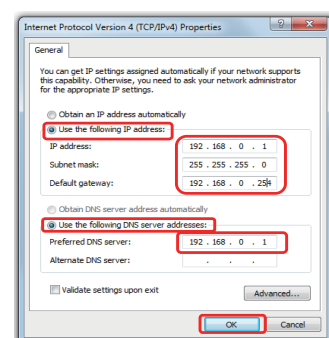 Internet Protocol Version 4 (TCP/IPv4) Properties
General
You can get IP settings assigned automatically if your network supports
this capability. Otherwise, you need to ask your network administrator
for the appropriate IP settings.
Obtain an IP address automatically
Use the following IP address:
IP address: 192 . 168 . 0 . 1
Subnet mask: 255 . 255 . 255 . 0
Default gateway: 192 . 168 . 0 . 254
Obtain DNS server address automatically
Use the following DNS server addresses:
Preferred DNS server: 192 . 168 . 0 . 1
Alternate DNS server: . . .
Validate settings upon exit
Advanced...
OK Cancel